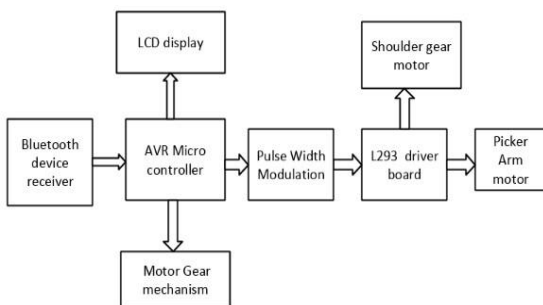 LCD display
Shoulder gear
motor
Bluetooth
device
receiver
AVR Micro
controller
Pulse Width
Modulation
L293 driver
board
Picker
Arm
motor
Motor Gear
mechanism